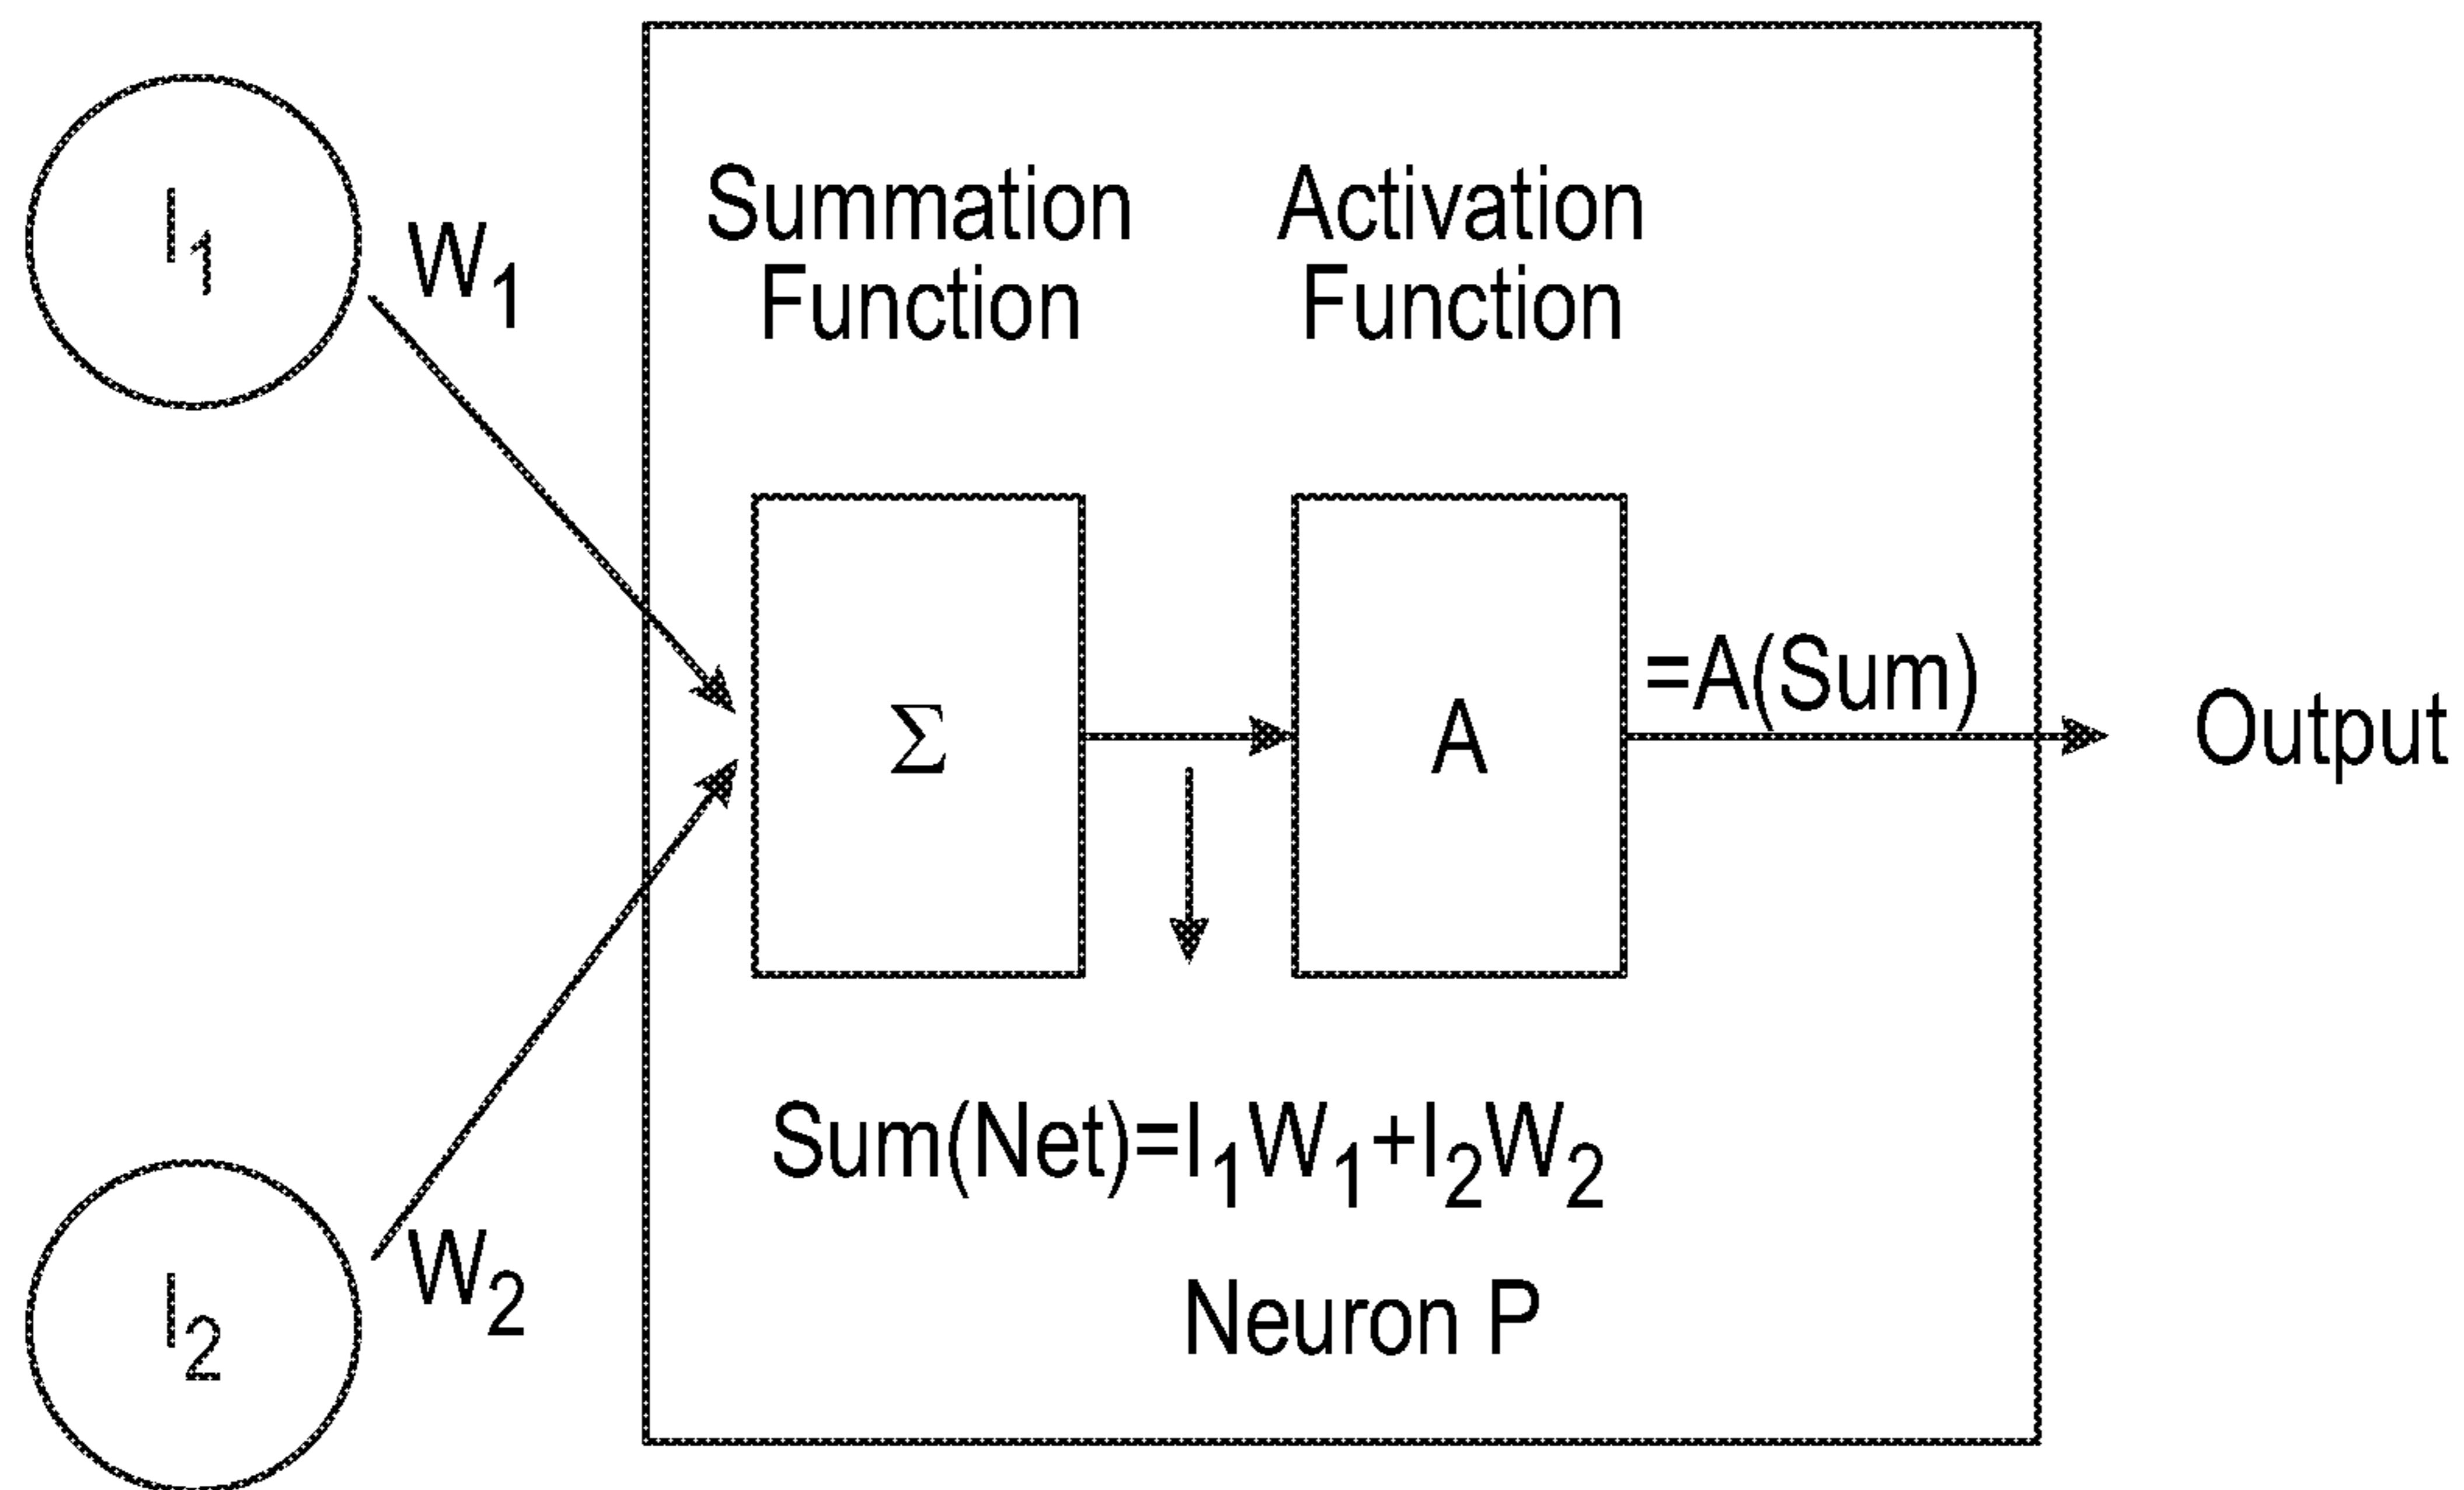 I1
W1
Summation
Function
Activation
Function
Σ
A
=A(Sum)
Output
Sum(Net)=I1W1+I2W2
I2
W2
Neuron P